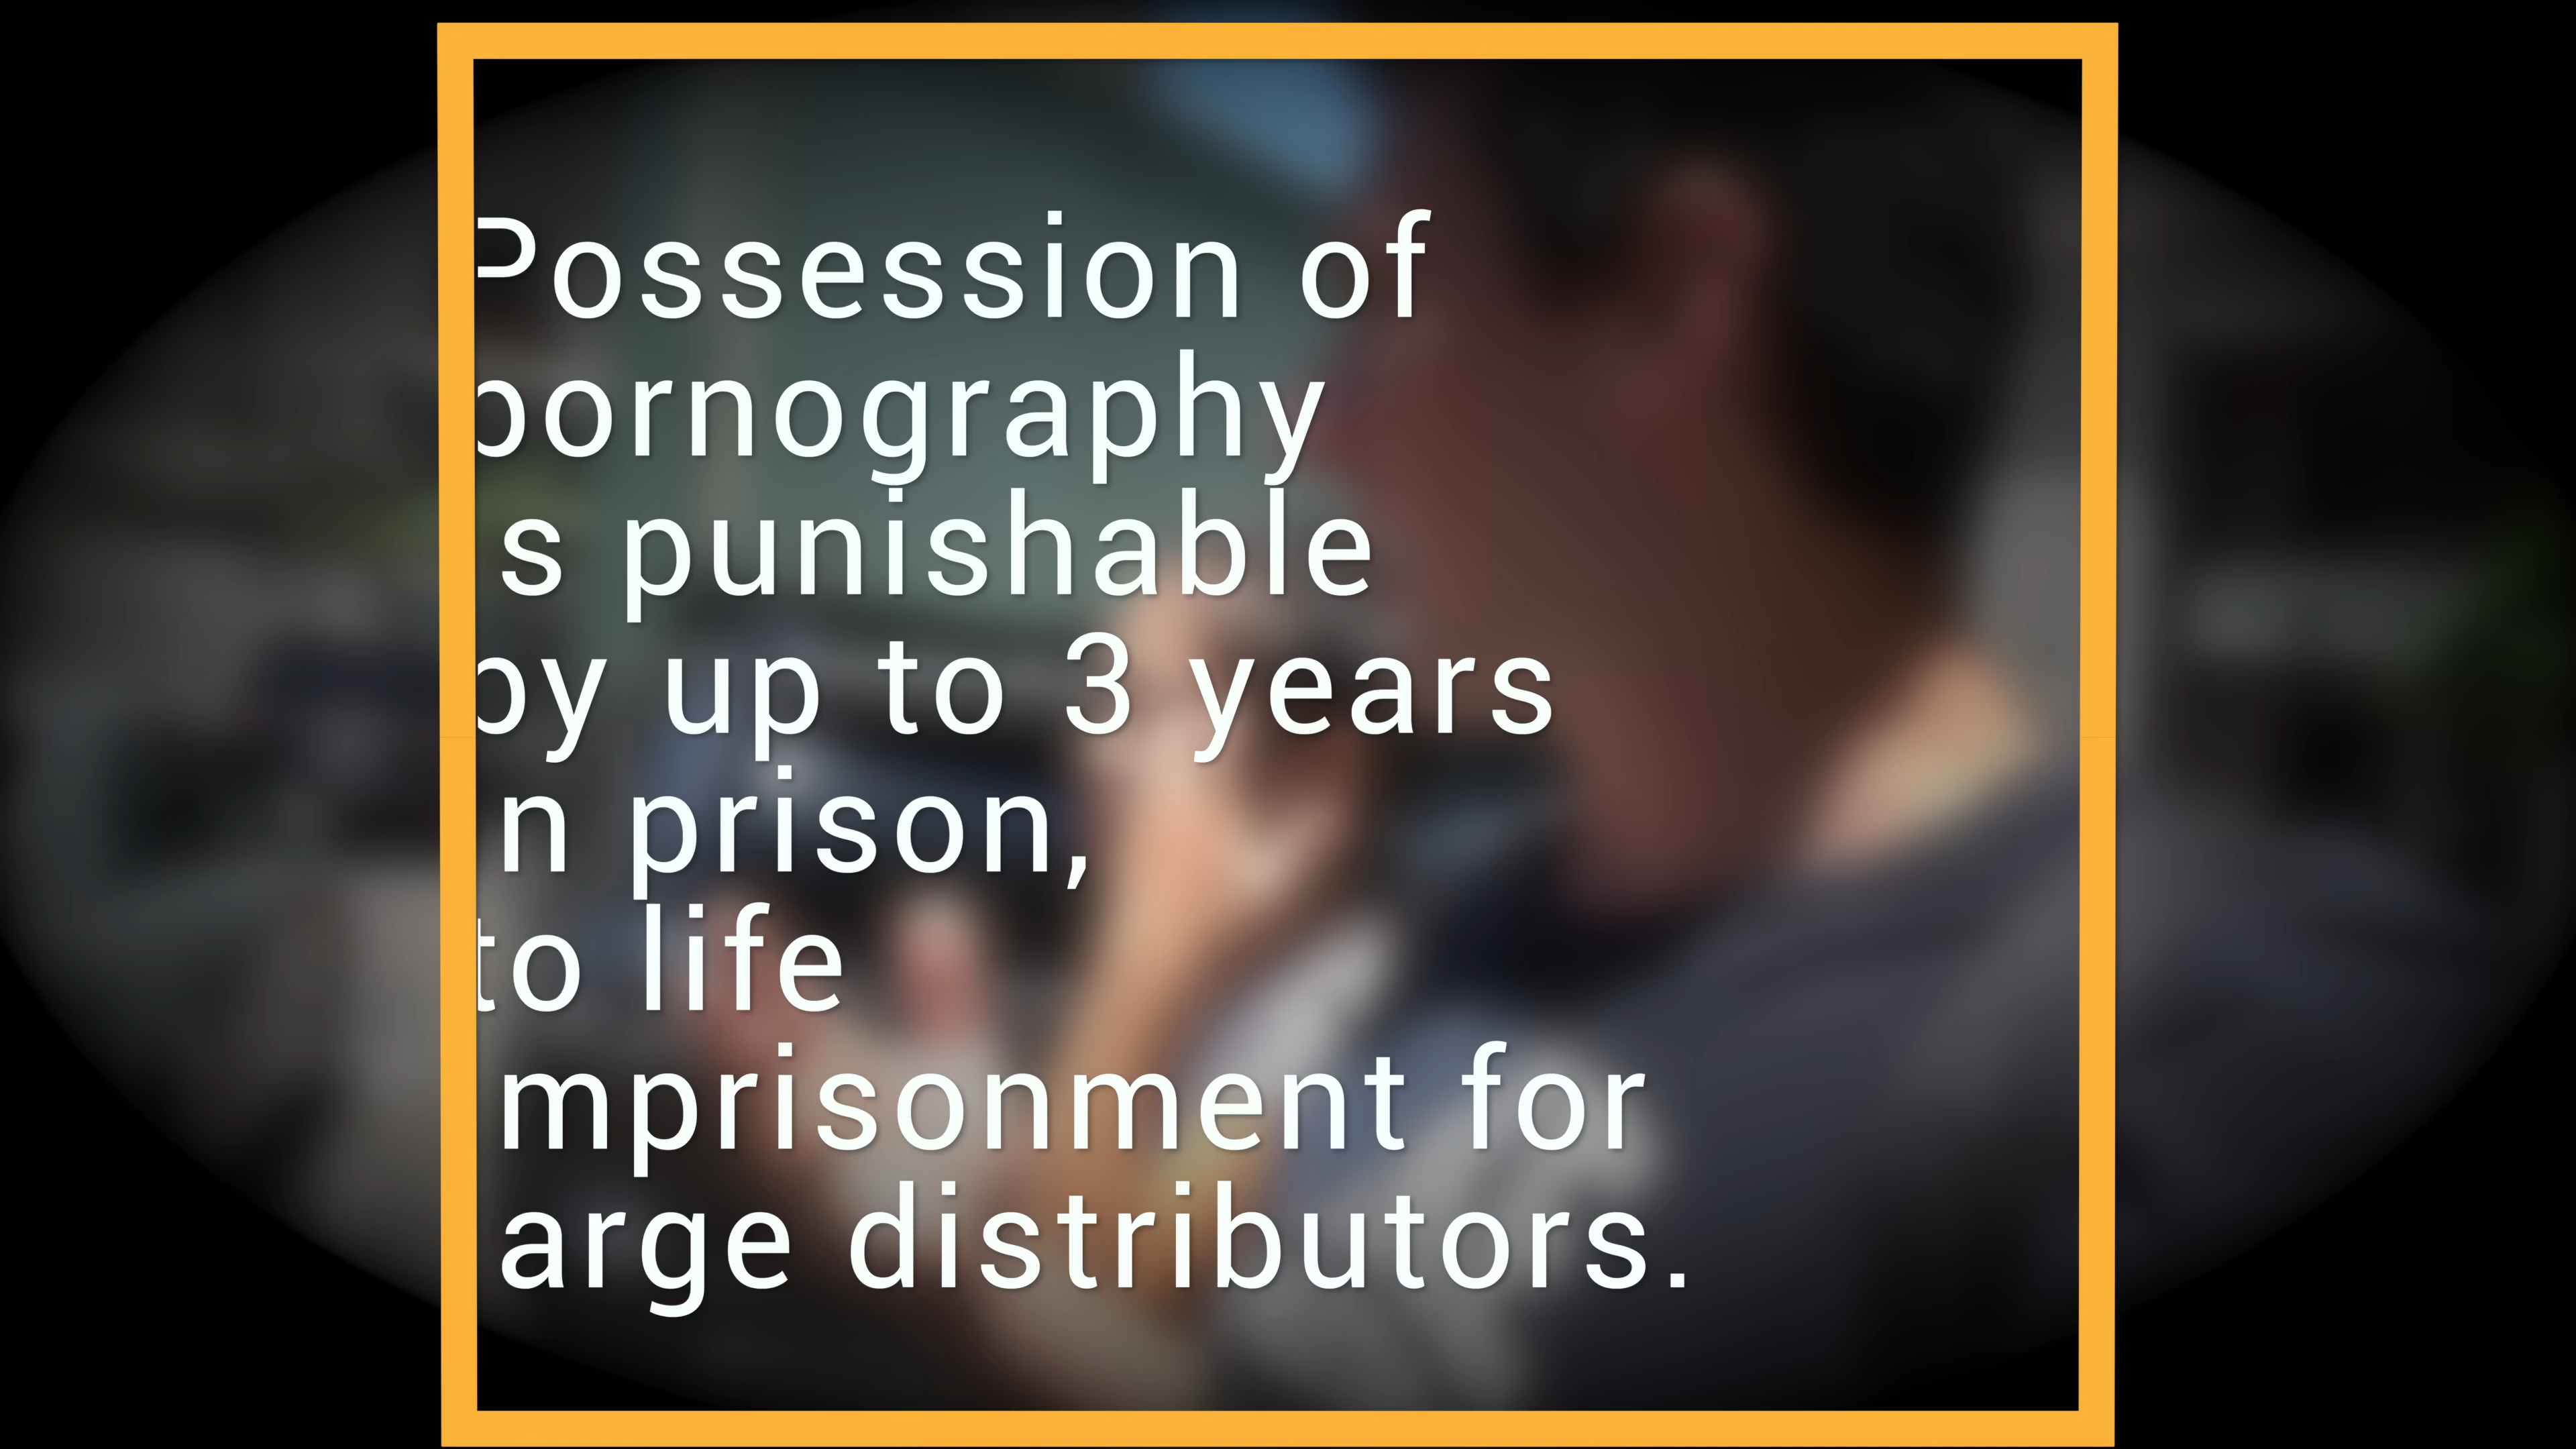 Possession of
pornography
s punishable
by up to 3 years
n prison,
to life
mprisonment for
arge distributors.